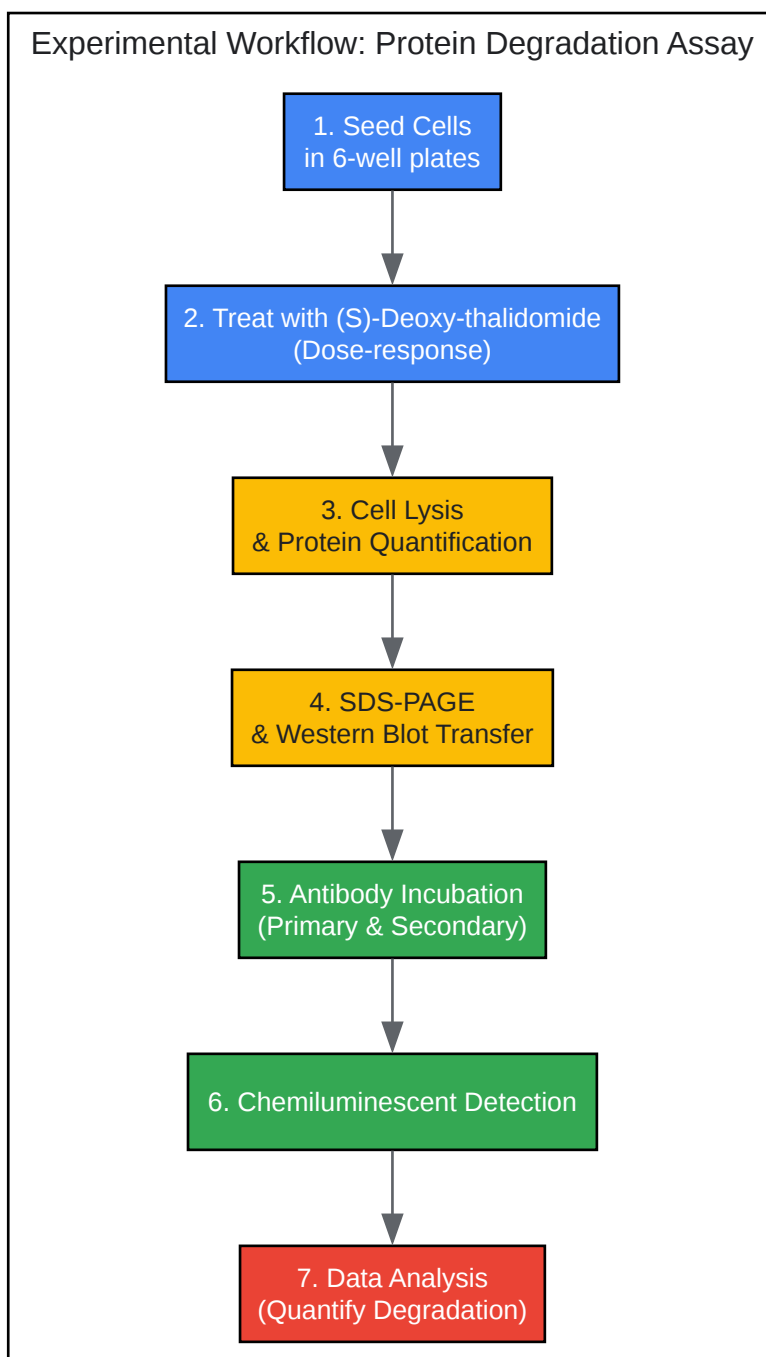 Experimental Workflow: Protein Degradation Assay
1. Seed Cells
in 6-well plates
2. Treat with (S)-Deoxy-thalidomide
(Dose-response)
3. Cell Lysis
& Protein Quantification
4. SDS-PAGE
& Western Blot Transfer
5. Antibody Incubation
(Primary & Secondary)
6. Chemiluminescent Detection
7. Data Analysis
(Quantify Degradation)